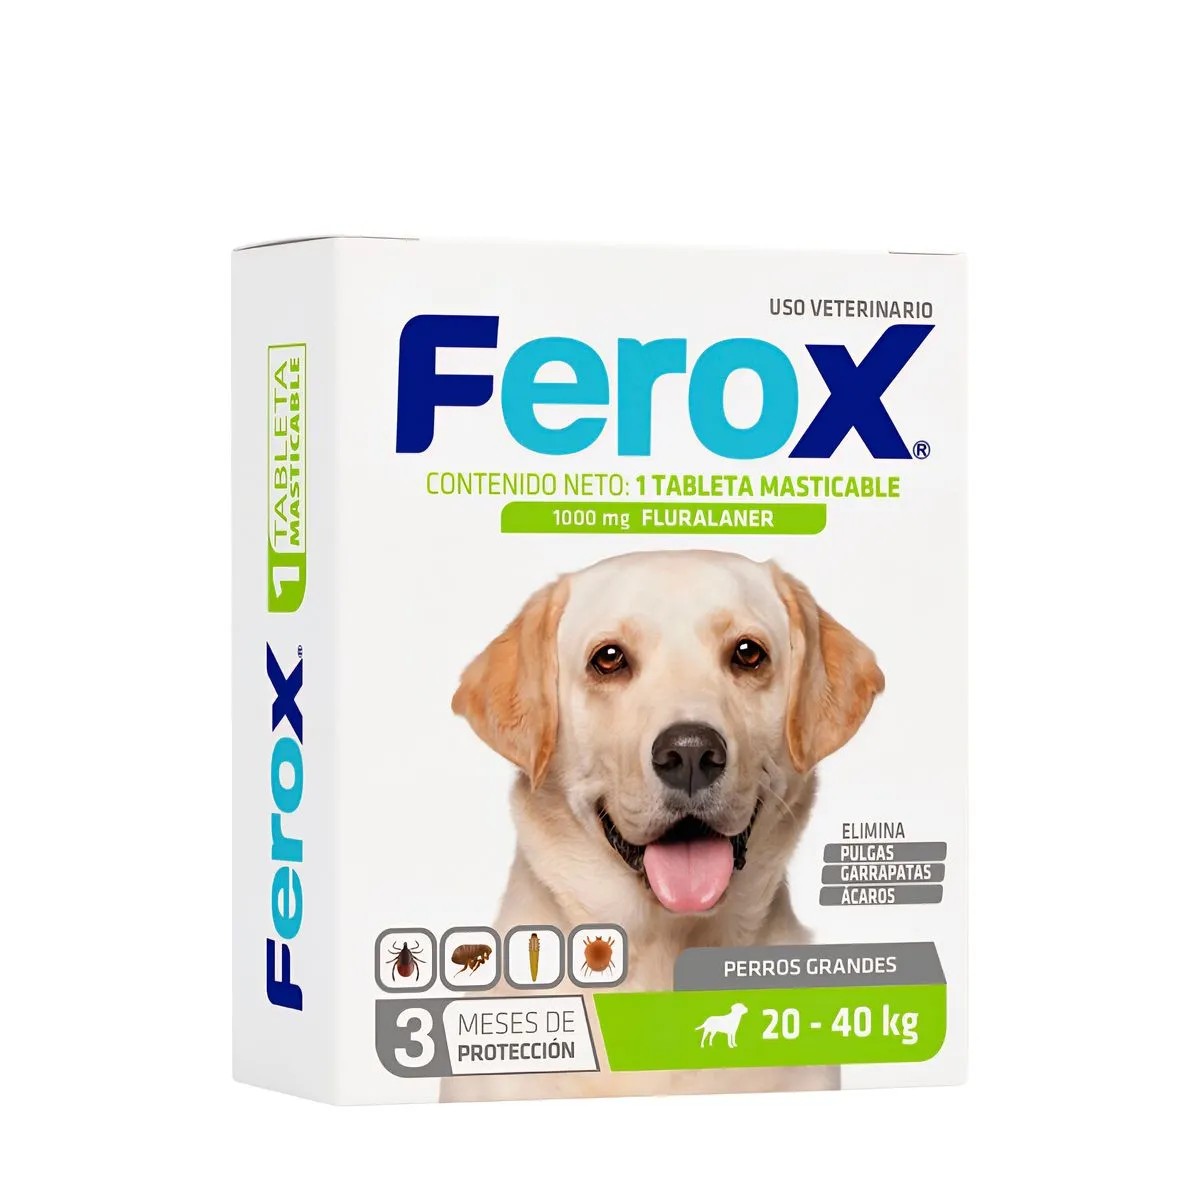 USO VETERINARIO
Ferox®
CONTENIDO NETO: 1 TABLETA MASTICABLE
1000 mg FLURALANER
ELIMINA
PULGAS
GARRAPATAS
ÁCAROS
PERROS GRANDES
20 - 40 kg
3 MESES DE
PROTECCIÓN
1 TABLETA
MASTICABLE
Ferox®